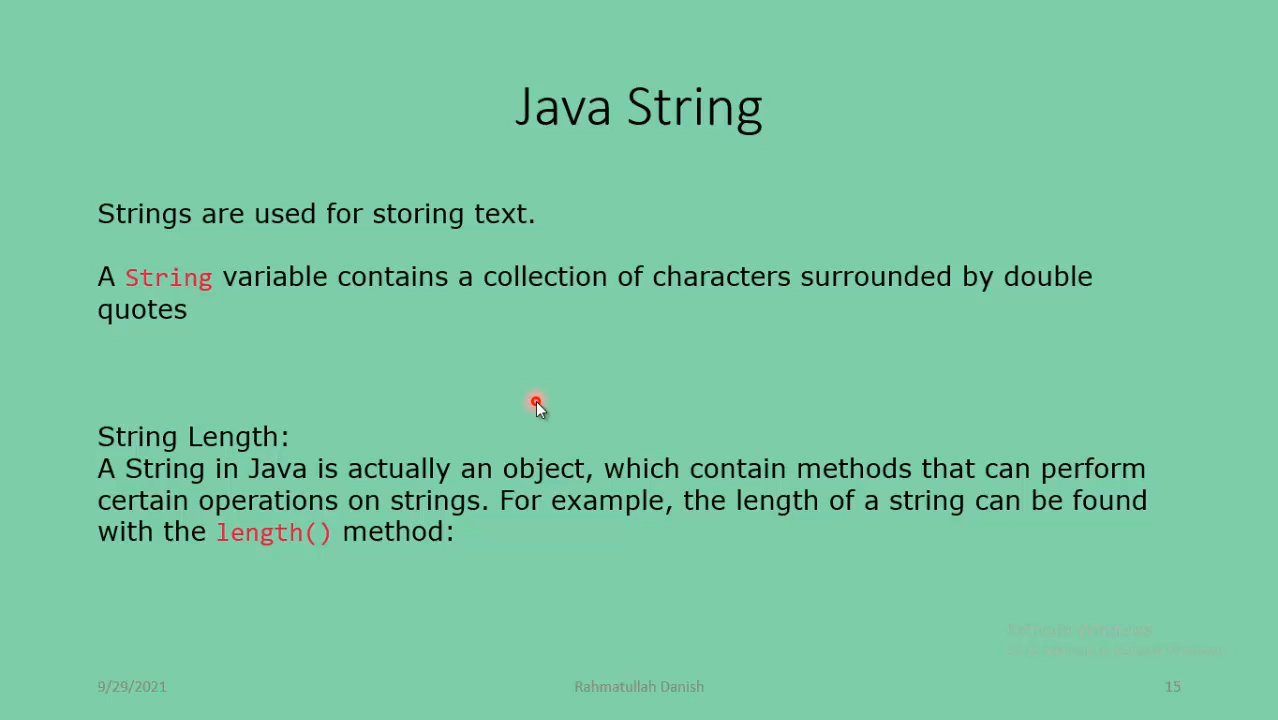 Java String
Strings are used for storing text.
A String variable contains a collection of characters surrounded by double
quotes
String Length:
A String in Java is actually an object, which contain methods that can perform
certain operations on strings. For example, the length of a string can be found
with the length() method:
9/29/2021
Rahmatullah Danish
15